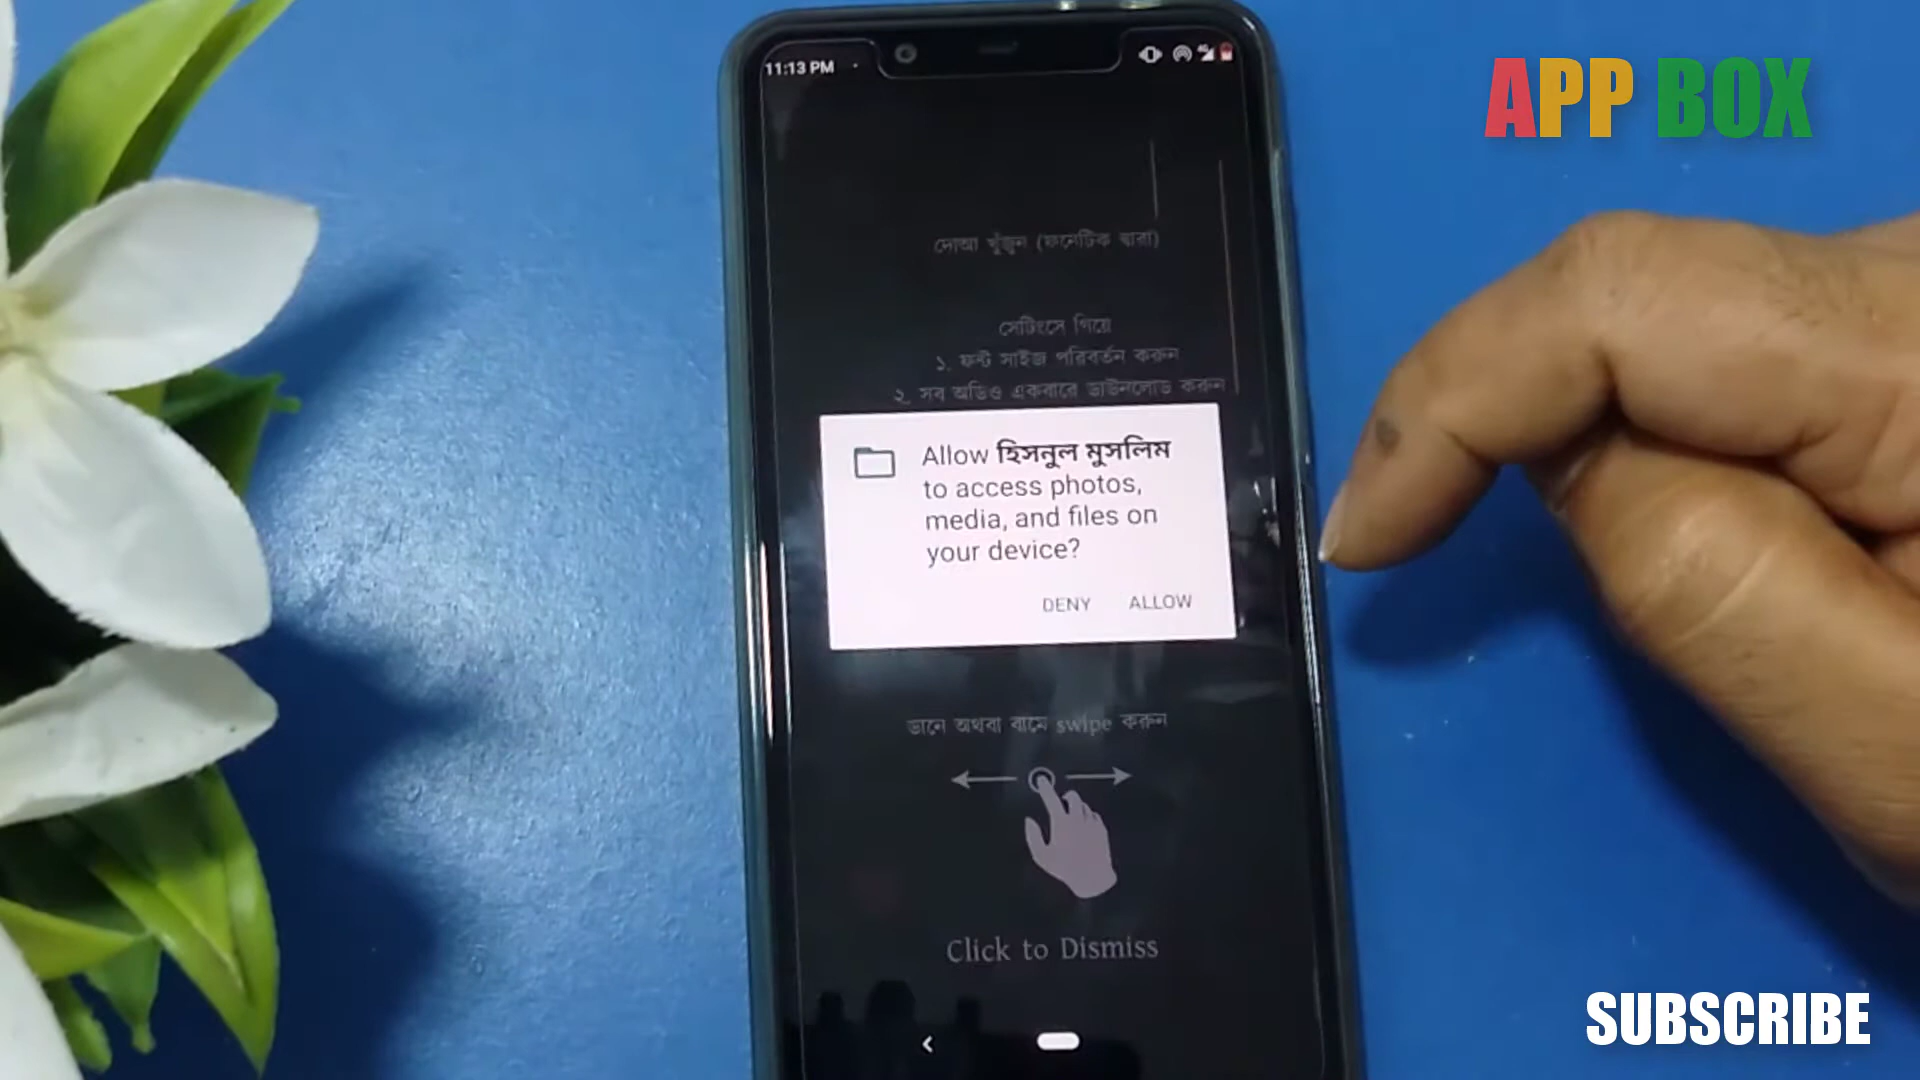 11:13 PM
4G
APP BOX
দোআ খুঁজুন (ফনেটিক দ্বারা)
সেটিংসে গিয়ে
১. ফন্ট সাইজ পরিবর্তন করুন
২. সব অডিও একবারে ডাউনলোড করুন
Allow হিসনুল মুসলিম
to access photos,
media, and files on
your device?
DENY ALLOW
ডানে অথবা বামে swipe করুন
Click to Dismiss
SUBSCRIBE